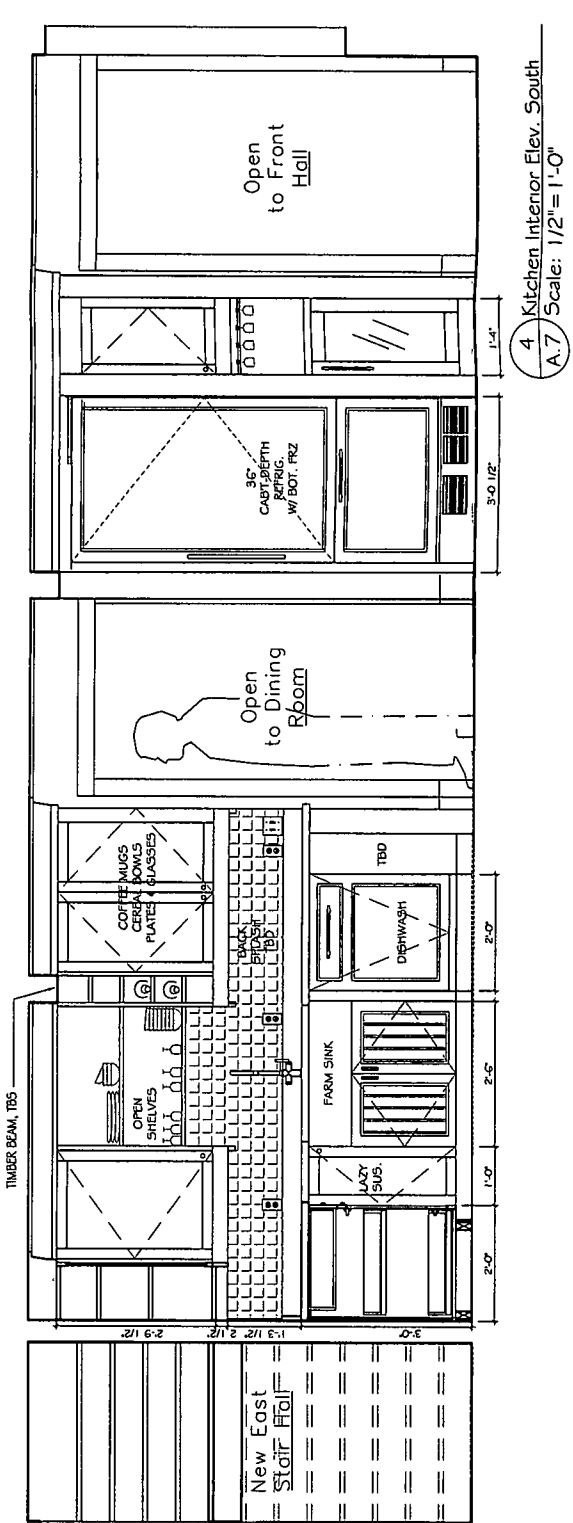 TIMBER BEAM, TBS
New East
Stair Hall
2'-9 1/2"
2 1/2"
1'-3 1/2"
3'-0"
OPEN
SHELVES
COFFEE MUGS
CEREAL BOWLS
PLATES & GLASSES
BACK
SPLASH
TBD
LAZY
SUS.
FARM SINK
DISHWASH
TBD
2'-0"
1'-0"
2'-6"
2'-0"
Open
to Dining
Room
36"
CABT-DEPTH
REFRIG.
W/ BOT. FRZ
3'-0 1/2"
1'-4"
Open
to Front
Hall
4
A.7
Kitchen Interior Elev. South
Scale: 1/2"=1'-0"